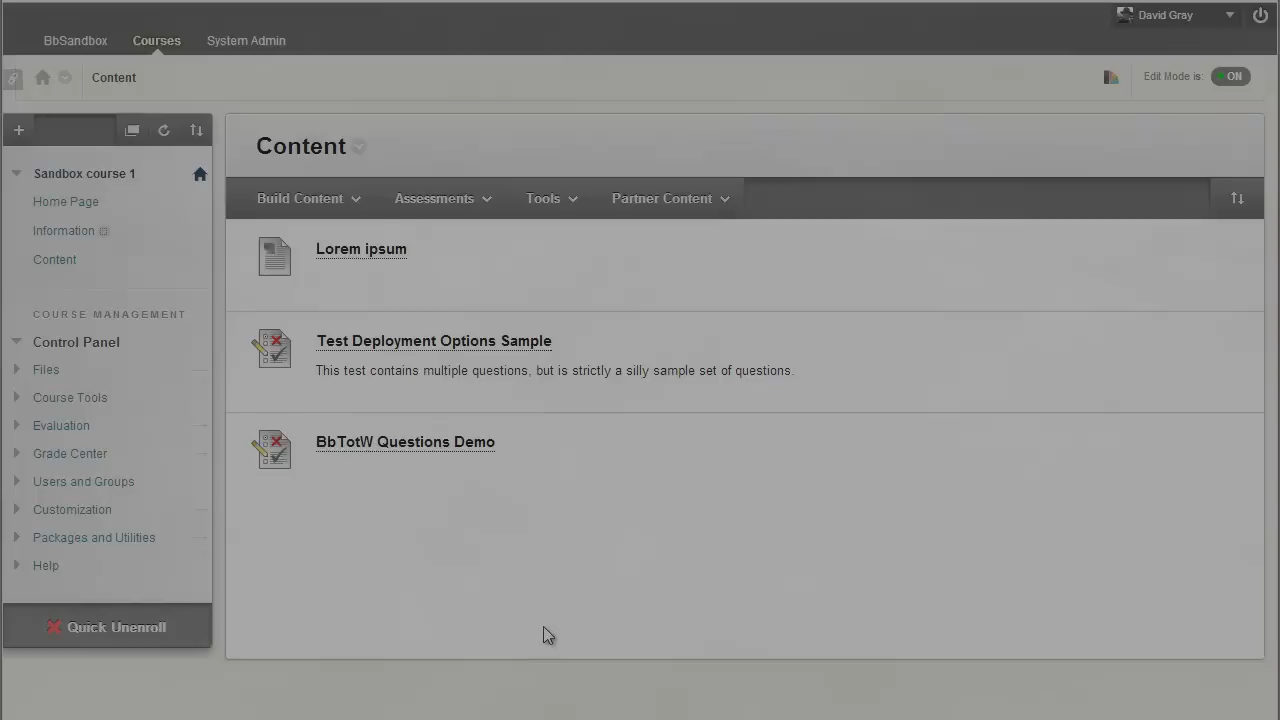 David Gray
BbSandbox Courses System Admin
Content
Edit Mode is: ON
Content
Build Content Assessments Tools Partner Content
Sandbox course 1
Home Page
Information
Content
COURSE MANAGEMENT
Control Panel
Files
Course Tools
Evaluation
Grade Center
Users and Groups
Customization
Packages and Utilities
Help
Quick Unenroll
Lorem ipsum
Test Deployment Options Sample
This test contains multiple questions, but is strictly a silly sample set of questions.
BbTotW Questions Demo